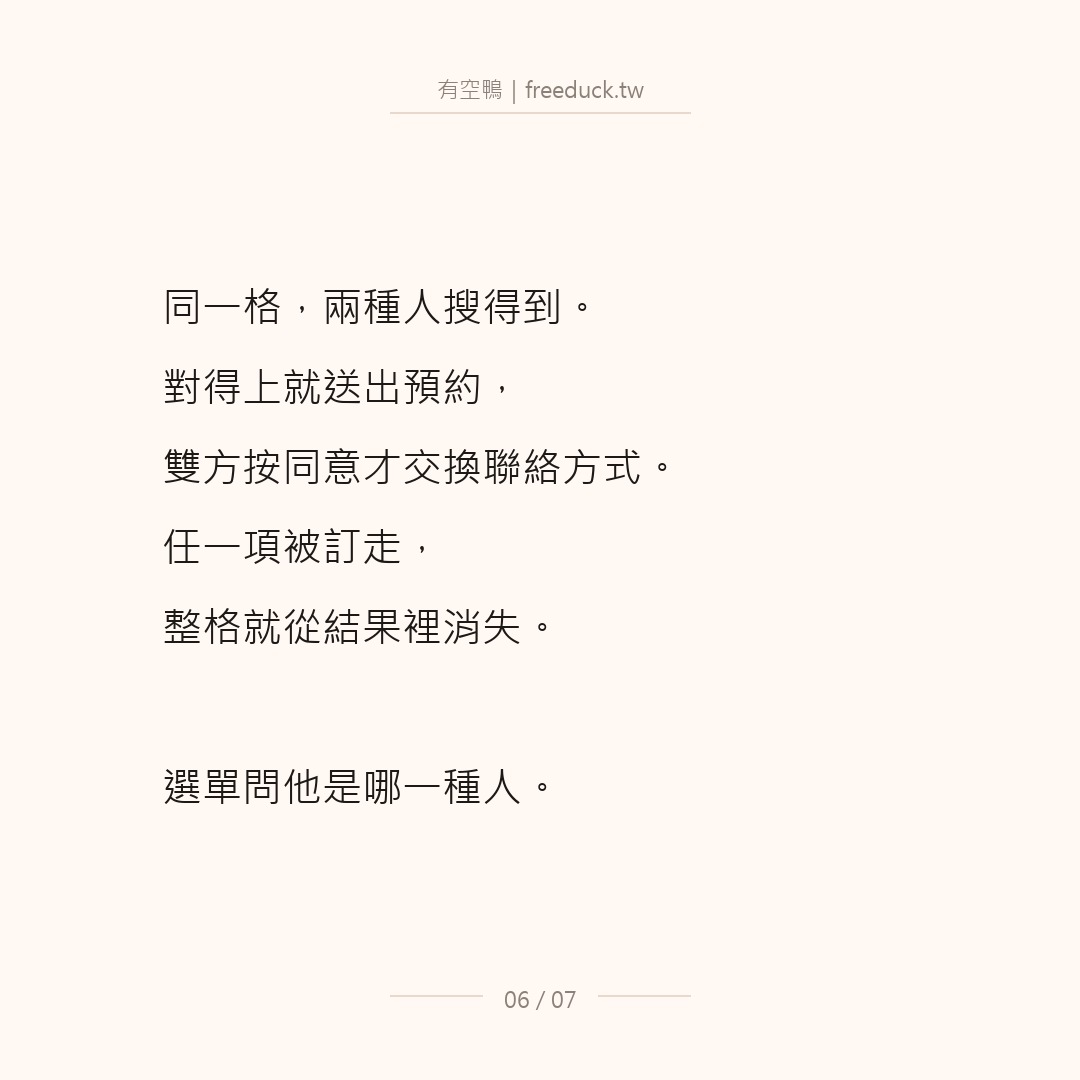 有空鴨｜freeduck.tw
同一格，兩種人搜得到。
對得上就送出預約，
雙方按同意才交換聯絡方式。
任一項被訂走，
整格就從結果裡消失。
選單問他是哪一種人。
06 / 07